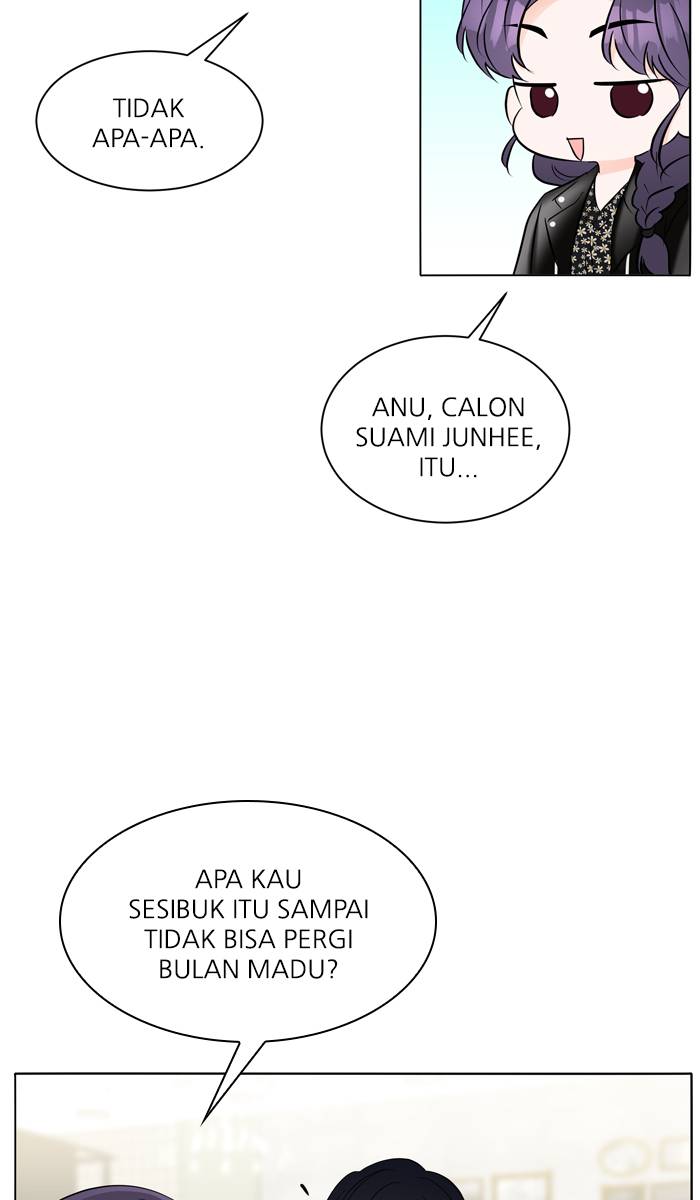 TIDAK
APA-APA.
ANU, CALON
SUAMI JUNHEE,
ITU...
APA KAU
SESIBUK ITU SAMPAI
TIDAK BISA PERGI
BULAN MADU?